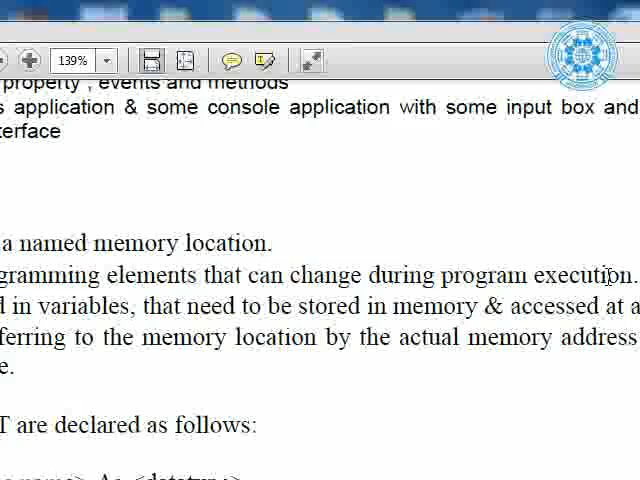 139%
property , events and methods
s application & some console application with some input box and
terface
a named memory location.
gramming elements that can change during program execution.
d in variables, that need to be stored in memory & accessed at a
ferring to the memory location by the actual memory address
e.
T are declared as follows:
As <datatype>